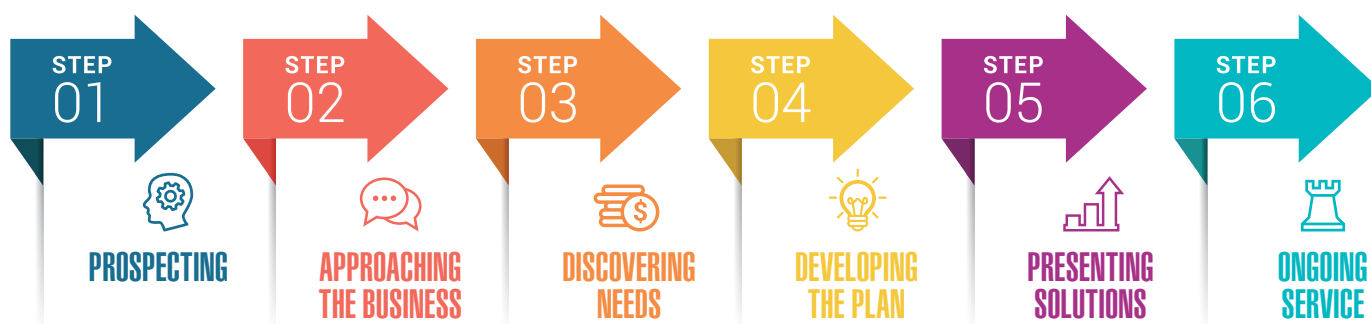 STEP
01
PROSPECTING
STEP
02
APPROACHING
THE BUSINESS
STEP
03
DISCOVERING
NEEDS
STEP
04
DEVELOPING
THE PLAN
STEP
05
PRESENTING
SOLUTIONS
STEP
06
ONGOING
SERVICE